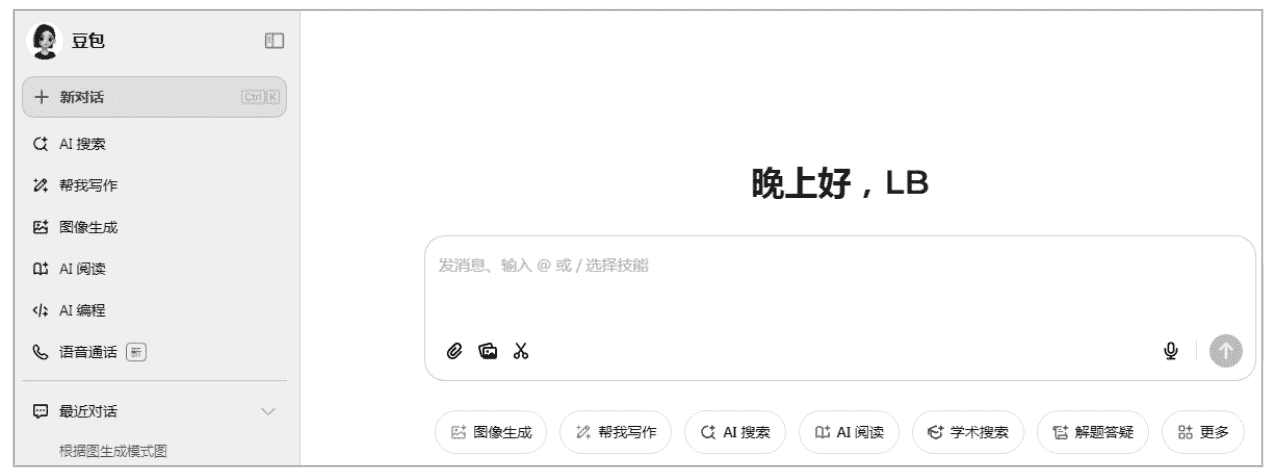 豆包
新对话 Ctrl K
AI 搜索
帮我写作
图像生成
AI 阅读
AI 编程
语音通话 新
最近对话
根据图生成模式图
晚上好，LB
发消息、输入 @ 或 / 选择技能
图像生成 帮我写作 AI 搜索 AI 阅读 学术搜索 解题答疑 更多